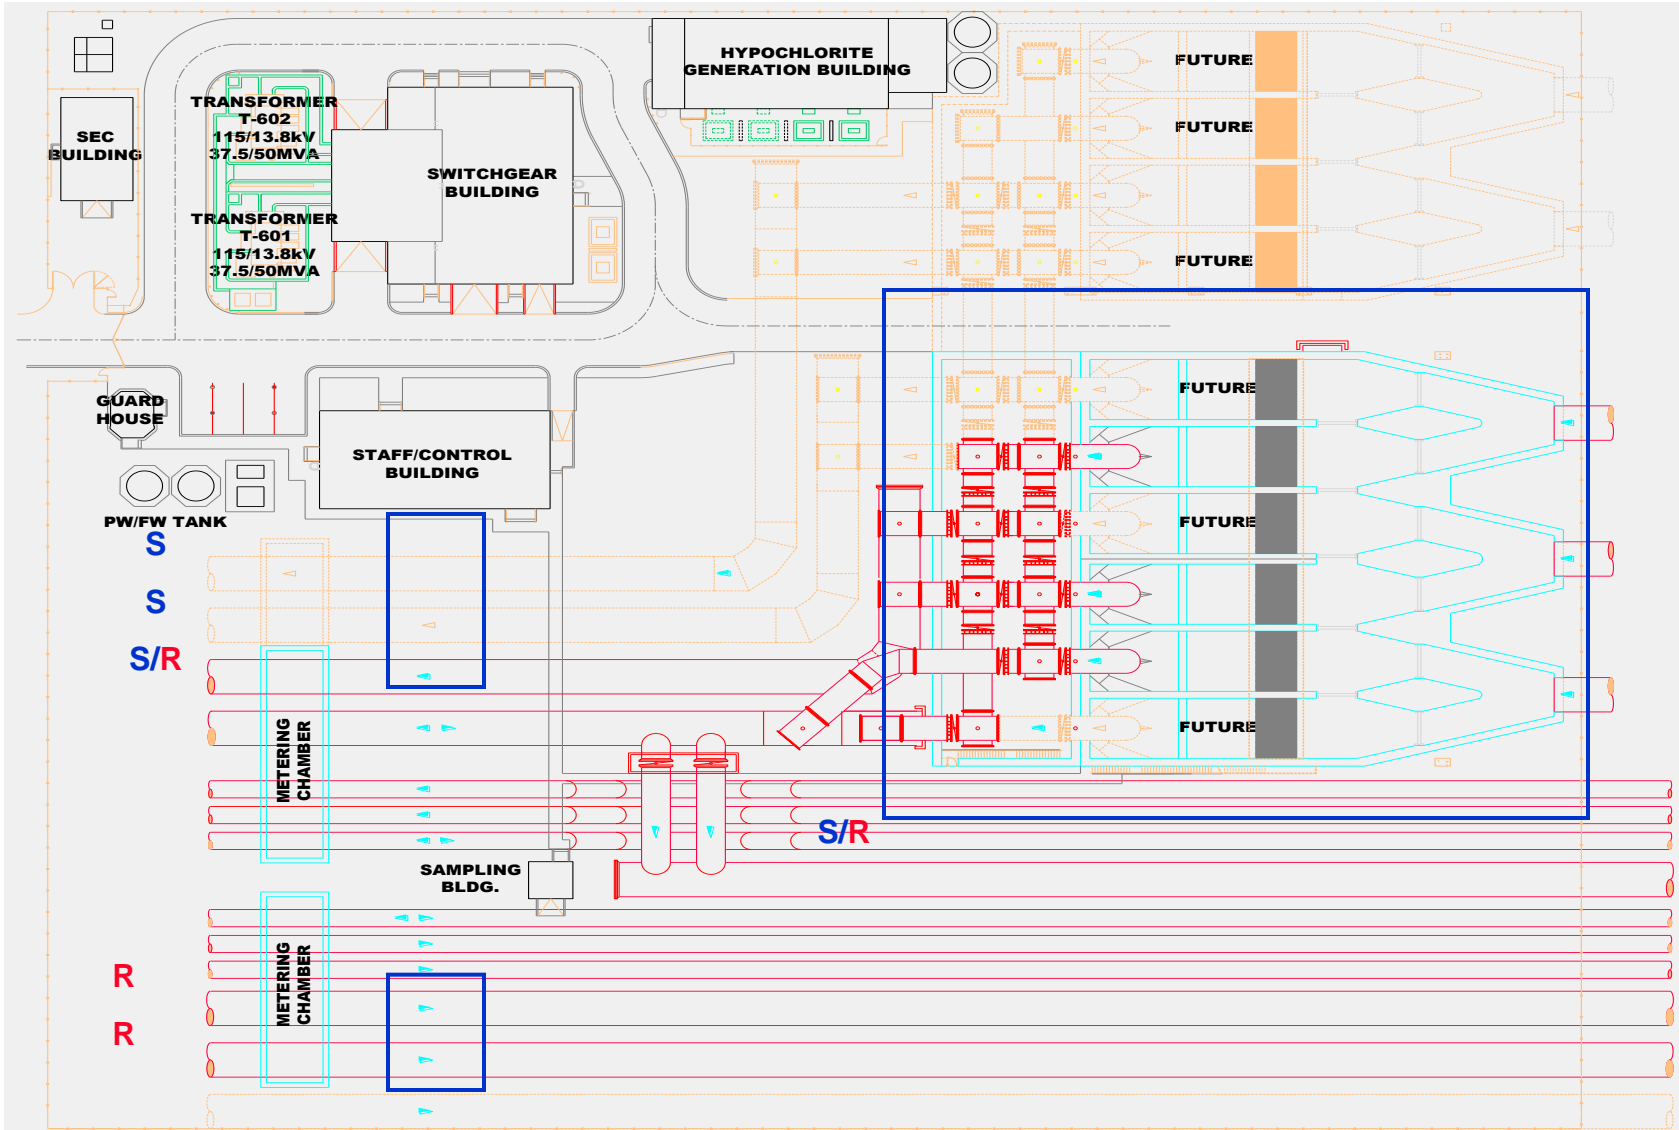 HYPOCHLORITE
GENERATION BUILDING
FUTURE
FUTURE
FUTURE
TRANSFORMER
T-602
115/13.8kV
37.5/50MVA
SEC
BUILDING
SWITCHGEAR
BUILDING
TRANSFORMER
T-601
115/13.8kV
37.5/50MVA
GUARD
HOUSE
STAFF/CONTROL
BUILDING
PW/FW TANK
FUTURE
FUTURE
FUTURE
S
S
S/R
METERING
CHAMBER
S/R
SAMPLING
BLDG.
METERING
CHAMBER
R
R